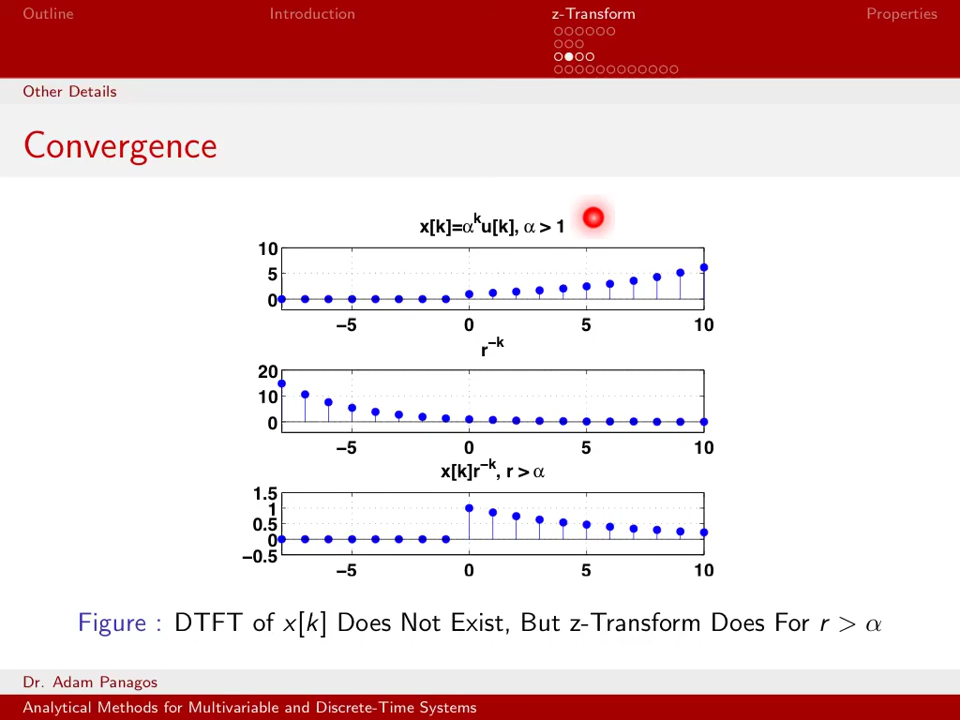 Outline Introduction z-Transform Properties
Other Details
Convergence
x[k]=α^k u[k], α > 1
10
5
0
−5 0 5 10
r^−k
20
10
0
−5 0 5 10
x[k]r^−k, r > α
1.5
1
0.5
0
−0.5
−5 0 5 10
Figure : DTFT of x[k] Does Not Exist, But z-Transform Does For r > α
Dr. Adam Panagos
Analytical Methods for Multivariable and Discrete-Time Systems